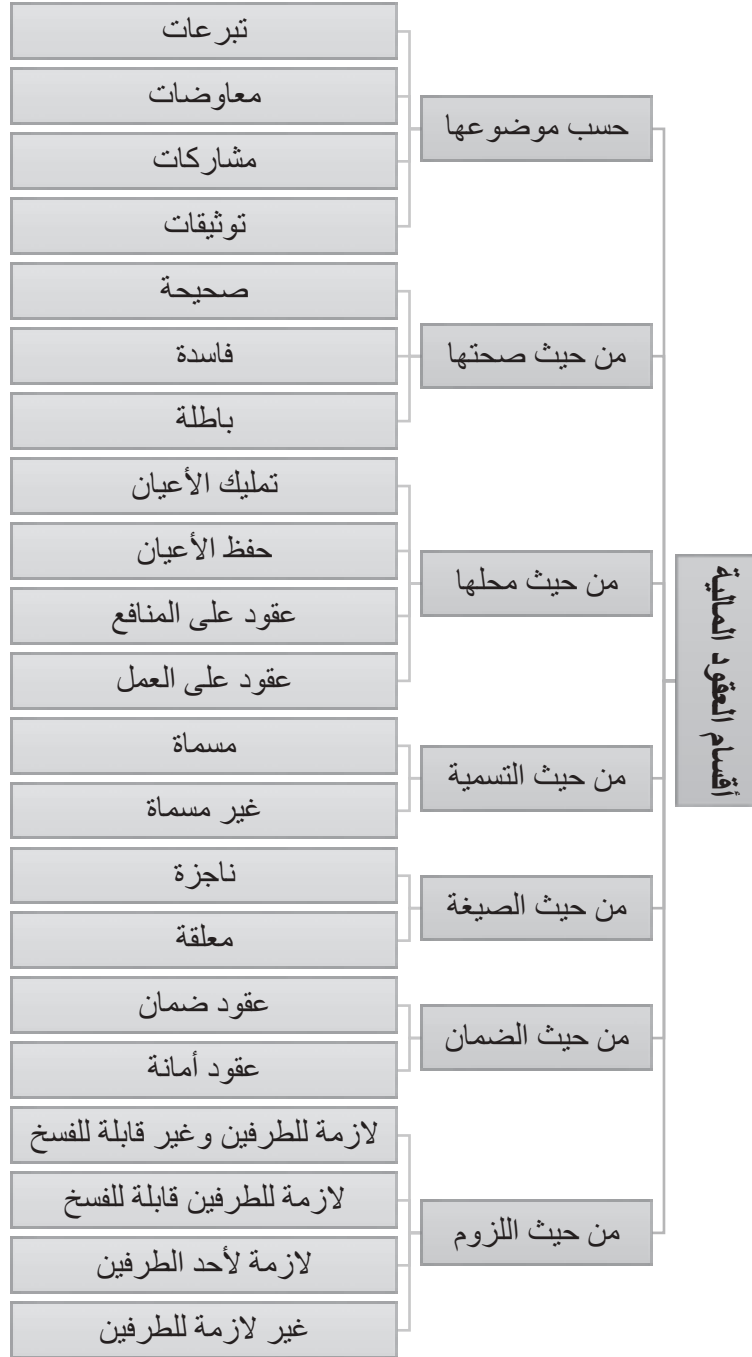 أقسام العقود المالية
حسب موضوعها
تبرعات
معاوضات
مشاركات
توثيقات
من حيث صحتها
صحيحة
فاسدة
باطلة
من حيث محلها
تمليك الأعيان
حفظ الأعيان
عقود على المنافع
عقود على العمل
من حيث التسمية
مسماة
غير مسماة
من حيث الصيغة
ناجزة
معلقة
من حيث الضمان
عقود ضمان
عقود أمانة
من حيث اللزوم
لازمة للطرفين وغير قابلة للفسخ
لازمة للطرفين قابلة للفسخ
لازمة لأحد الطرفين
غير لازمة للطرفين